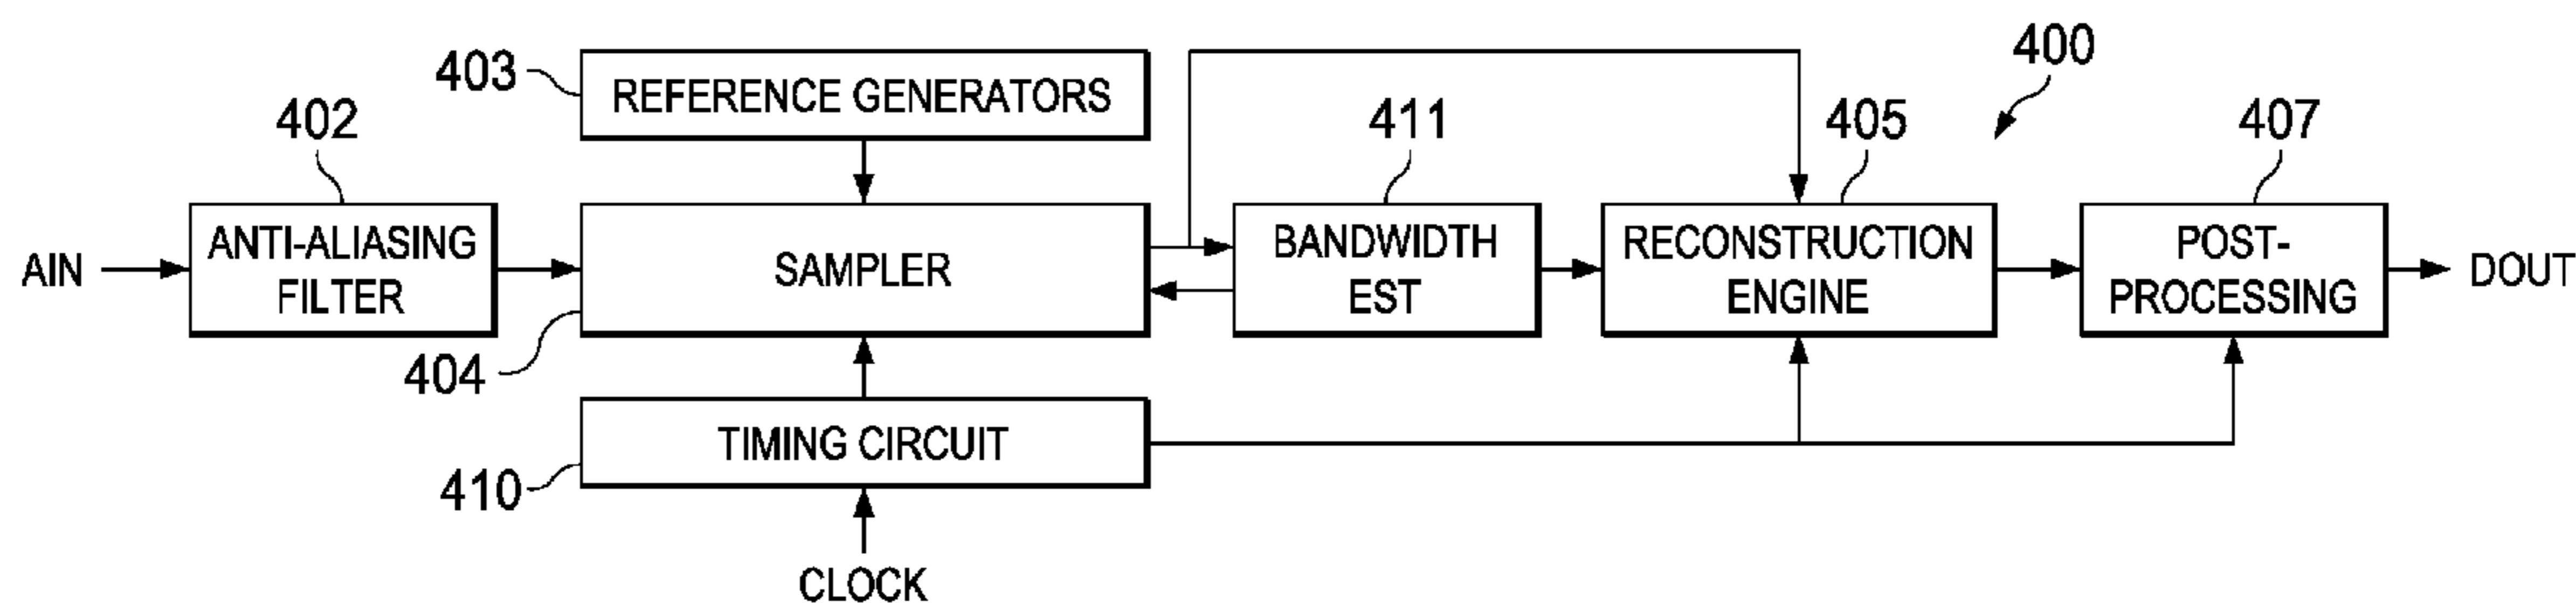 400
403
REFERENCE GENERATORS
402
411
405
407
AIN
ANTI-ALIASING
FILTER
SAMPLER
BANDWIDTH
EST
RECONSTRUCTION
ENGINE
POST-
PROCESSING
DOUT
404
TIMING CIRCUIT
410
CLOCK